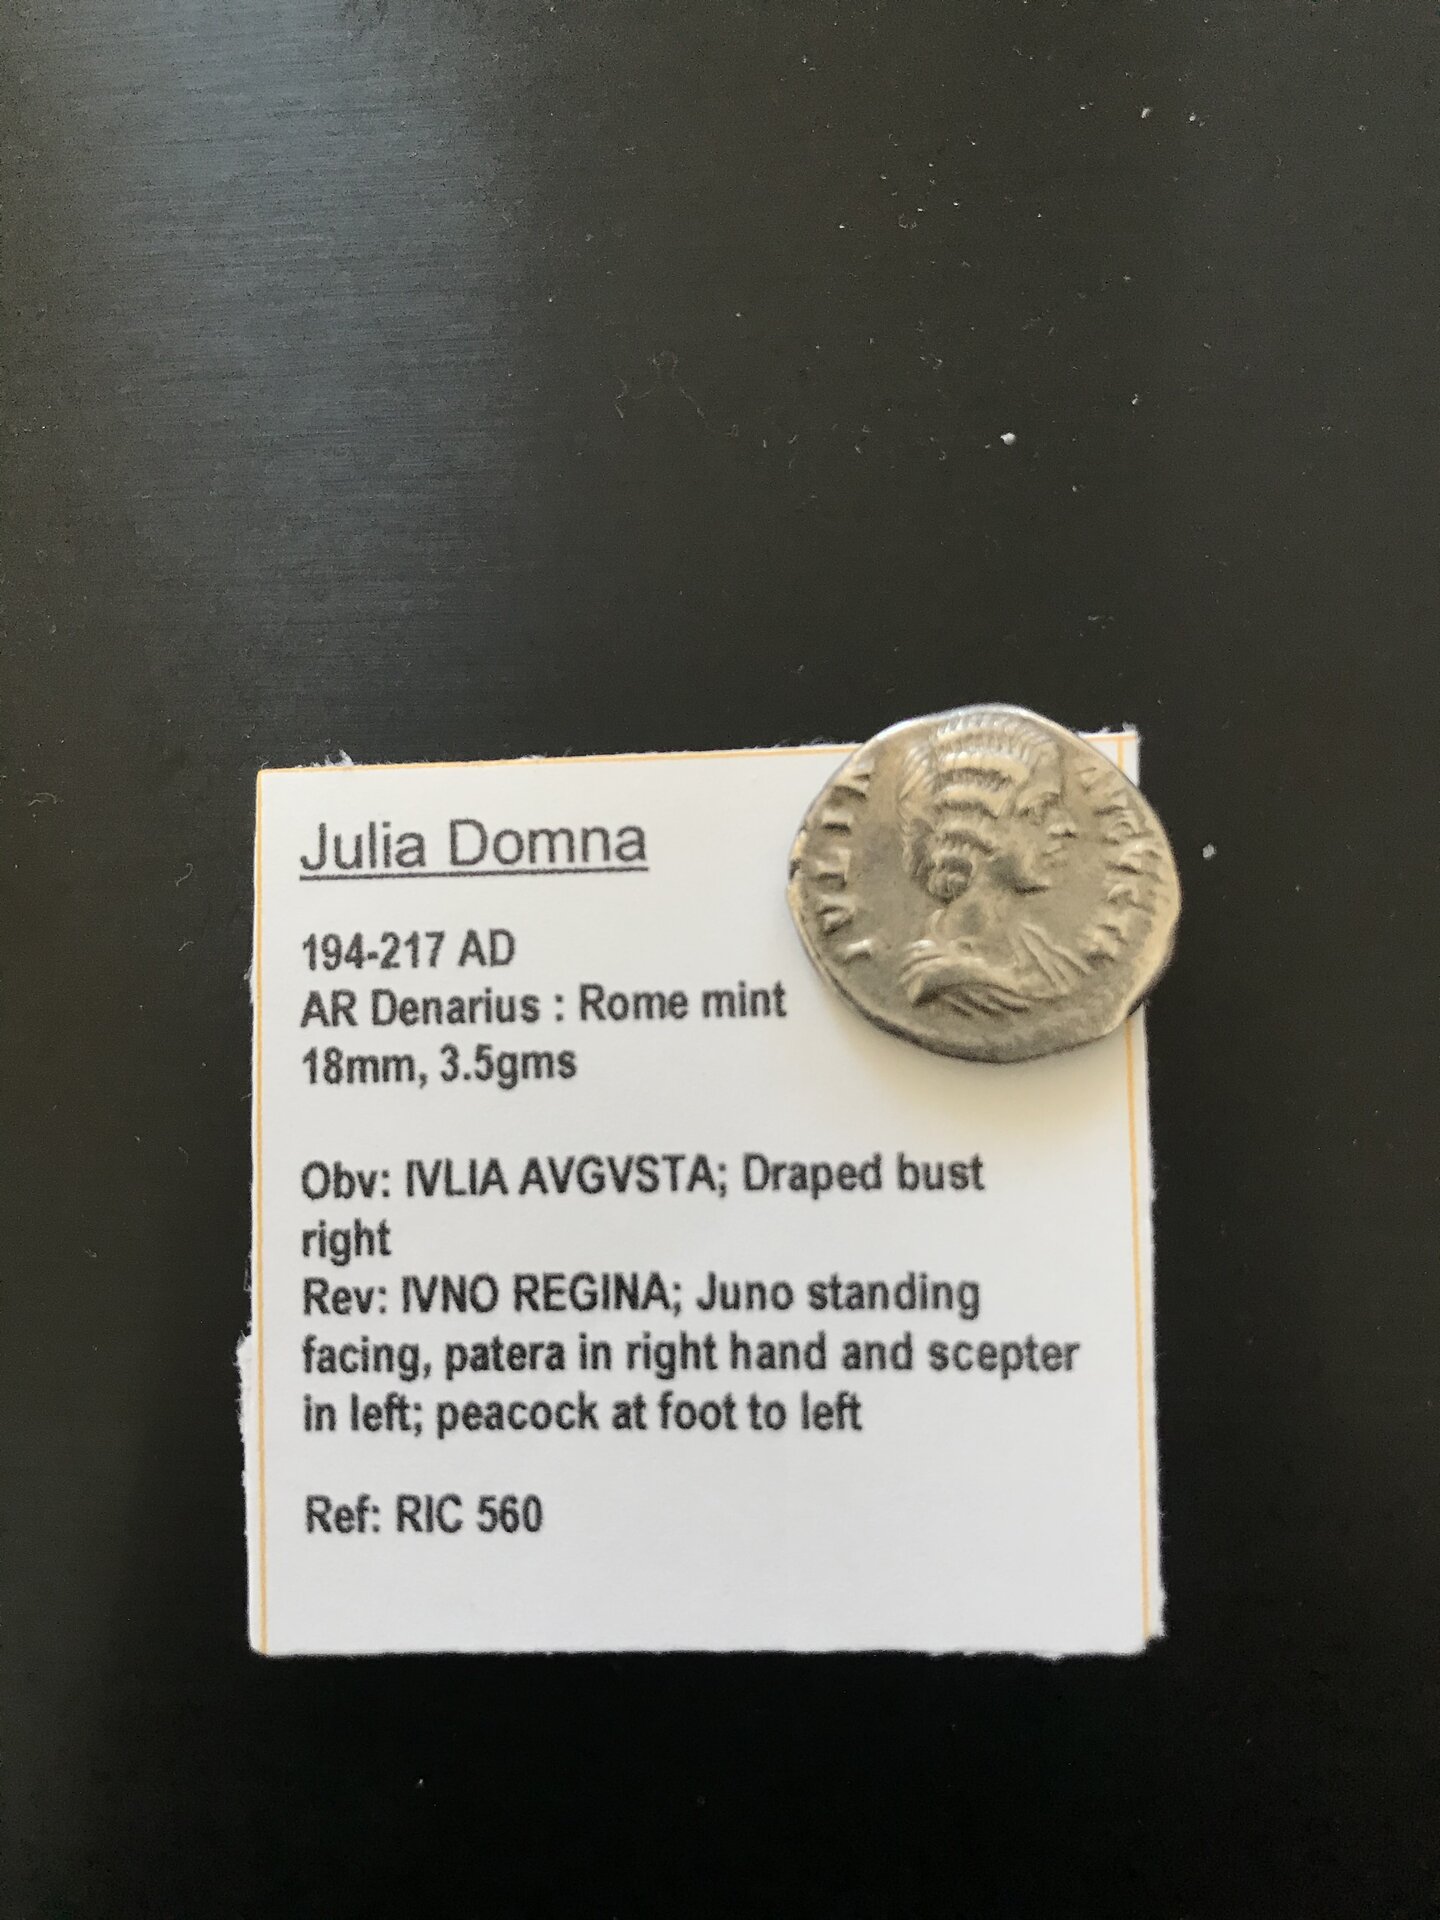 Julia Domna
194-217 AD
AR Denarius : Rome mint
18mm, 3.5gms
Obv: IVLIA AVGVSTA; Draped bust
right
Rev: IVNO REGINA; Juno standing
facing, patera in right hand and scepter
in left; peacock at foot to left
Ref: RIC 560
IVLIA AVGVSTA